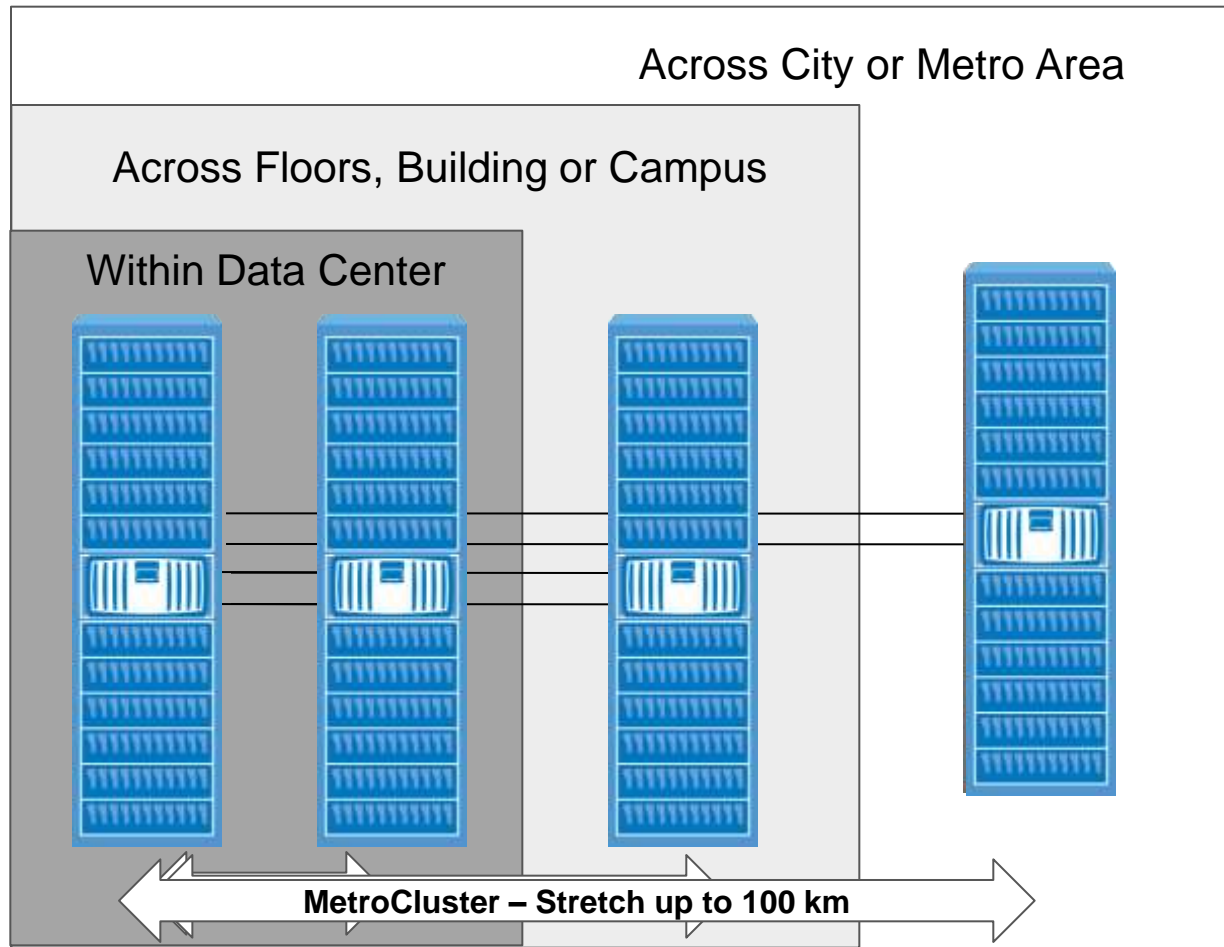 Across City or Metro Area
Across Floors, Building or Campus
Within Data Center
MetroCluster – Stretch up to 100 km